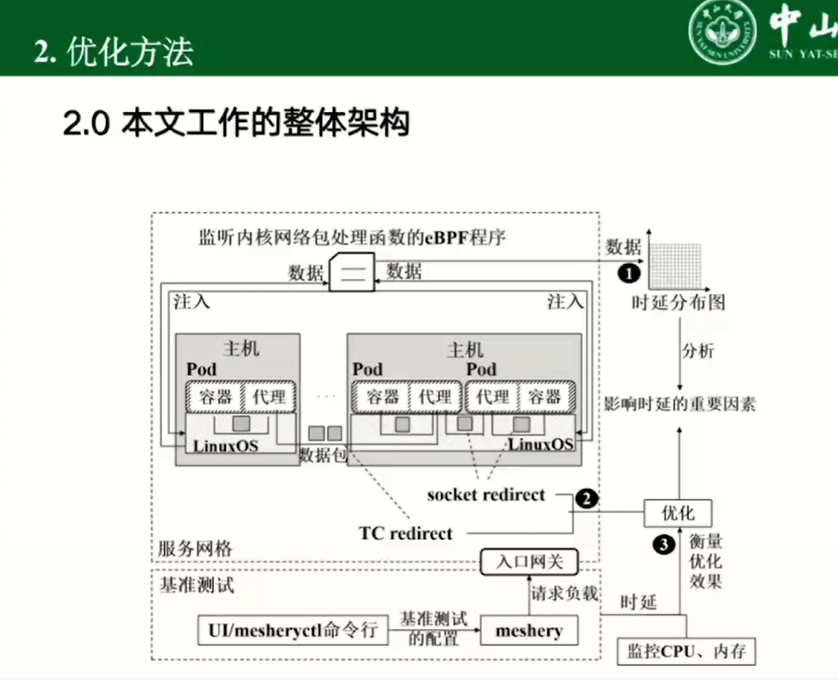 2. 优化方法
中山
SUN YAT-SE
2.0 本文工作的整体架构
监听内核网络包处理函数的eBPF程序
数据
数据
数据
1
注入
注入
时延分布图
分析
影响时延的重要因素
主机
主机
Pod
Pod
Pod
容器
代理
容器
代理
代理
容器
...
LinuxOS
LinuxOS
数据包
socket redirect
2
TC redirect
优化
服务网格
3
衡量
优化
效果
入口网关
基准测试
请求负载
时延
UI/mesheryctl命令行
基准测试
的配置
meshery
监控CPU、内存